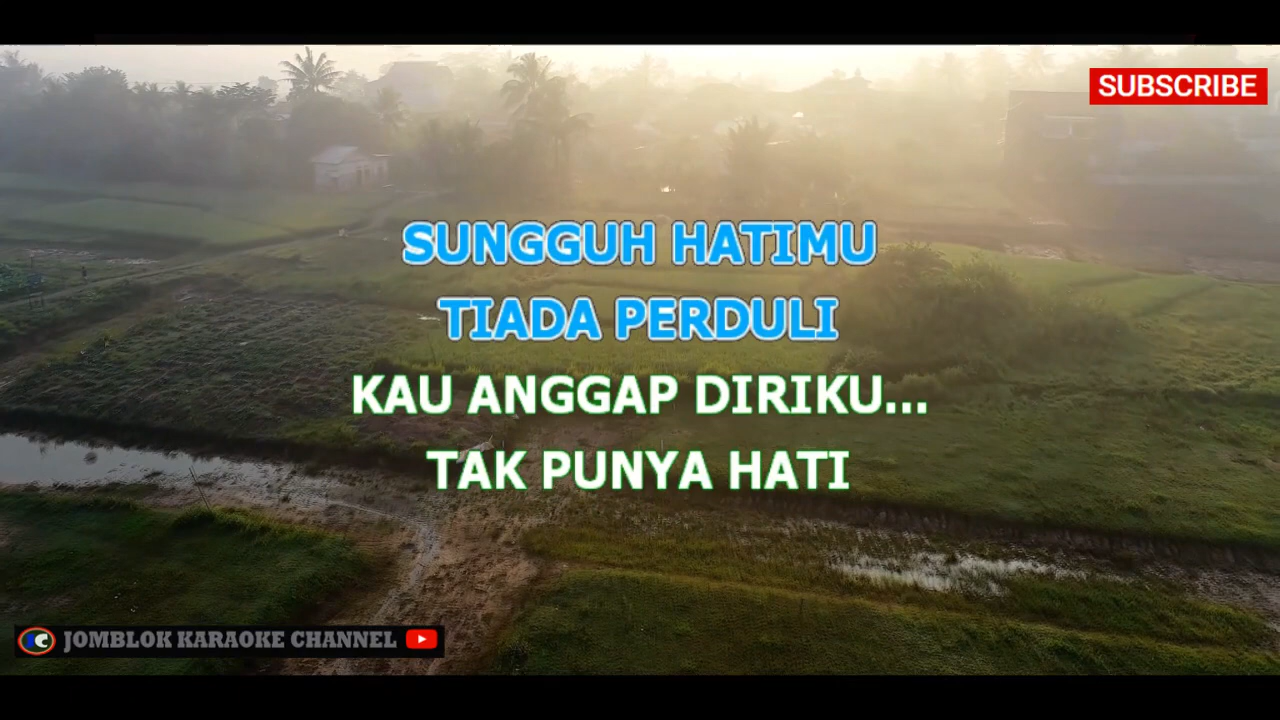 SUBSCRIBE
SUNGGUH HATIMU
TIADA PERDULI
KAU ANGGAP DIRIKU...
TAK PUNYA HATI
JOMBLOK KARAOKE CHANNEL